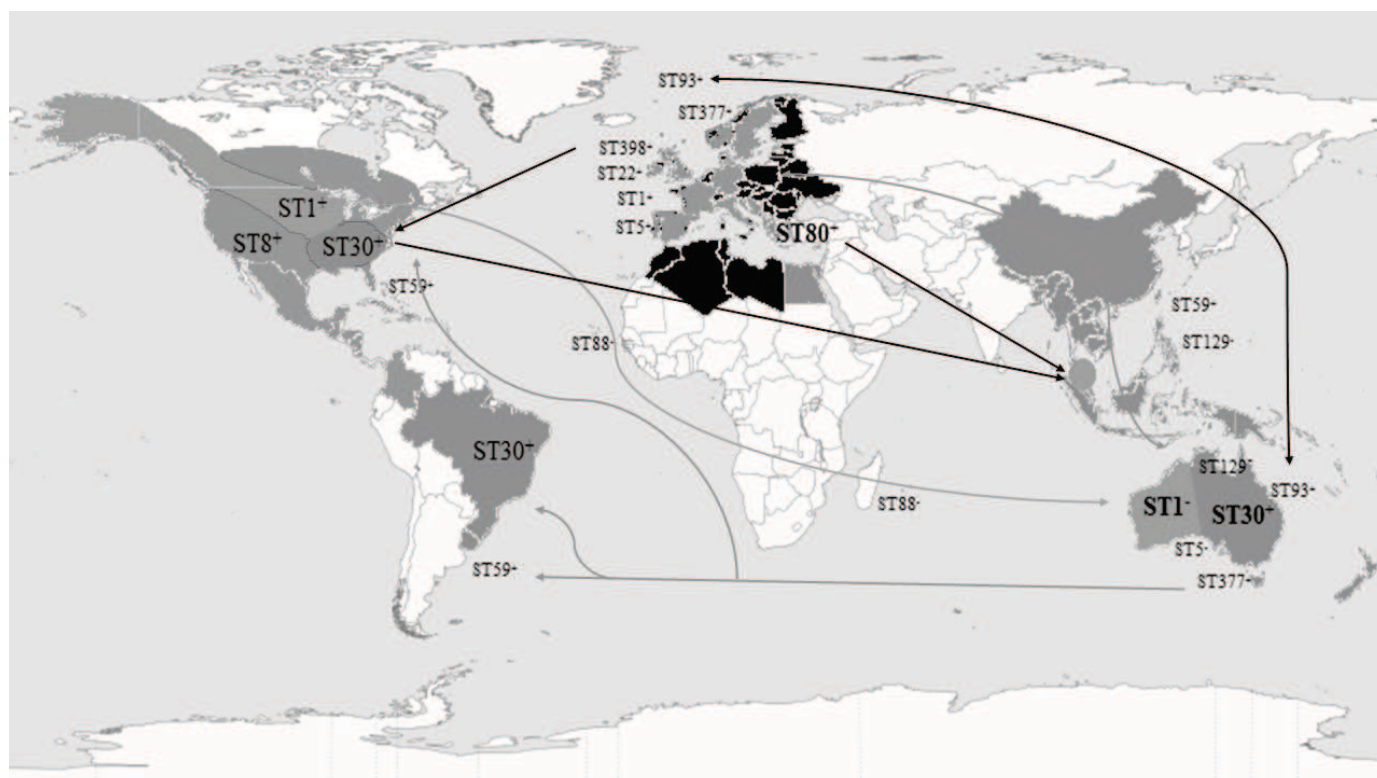 ST93+
ST377-
ST398-
ST22-
ST1-
ST5-
ST80+
ST1+
ST8+
ST30+
ST59+
ST59+
ST88-
ST129-
ST30+
ST129-
ST93-
ST88-
ST1-
ST30+
ST5-
ST59+
ST377+